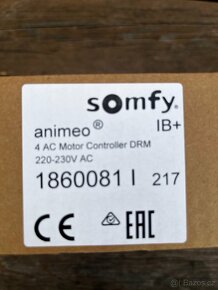 somfy®
animeo® IB+
4 AC Motor Controller DRM
220-230V AC
1860081 I 217
CE EAC